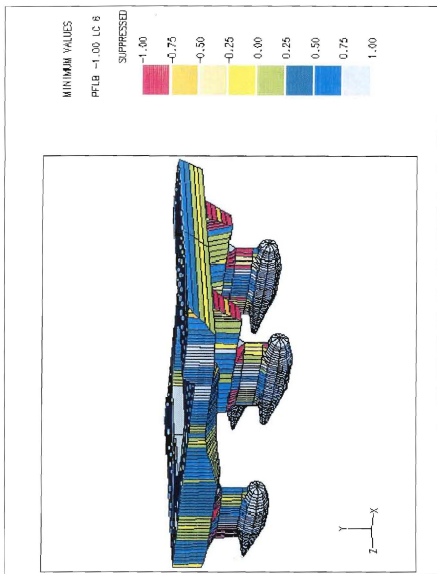 MINIMUM VALUES
PFLB -1.00 LC 6
SUPPRESSED
-1.00
-0.75
-0.50
-0.25
0.00
0.25
0.50
0.75
1.00
Y
Z
X